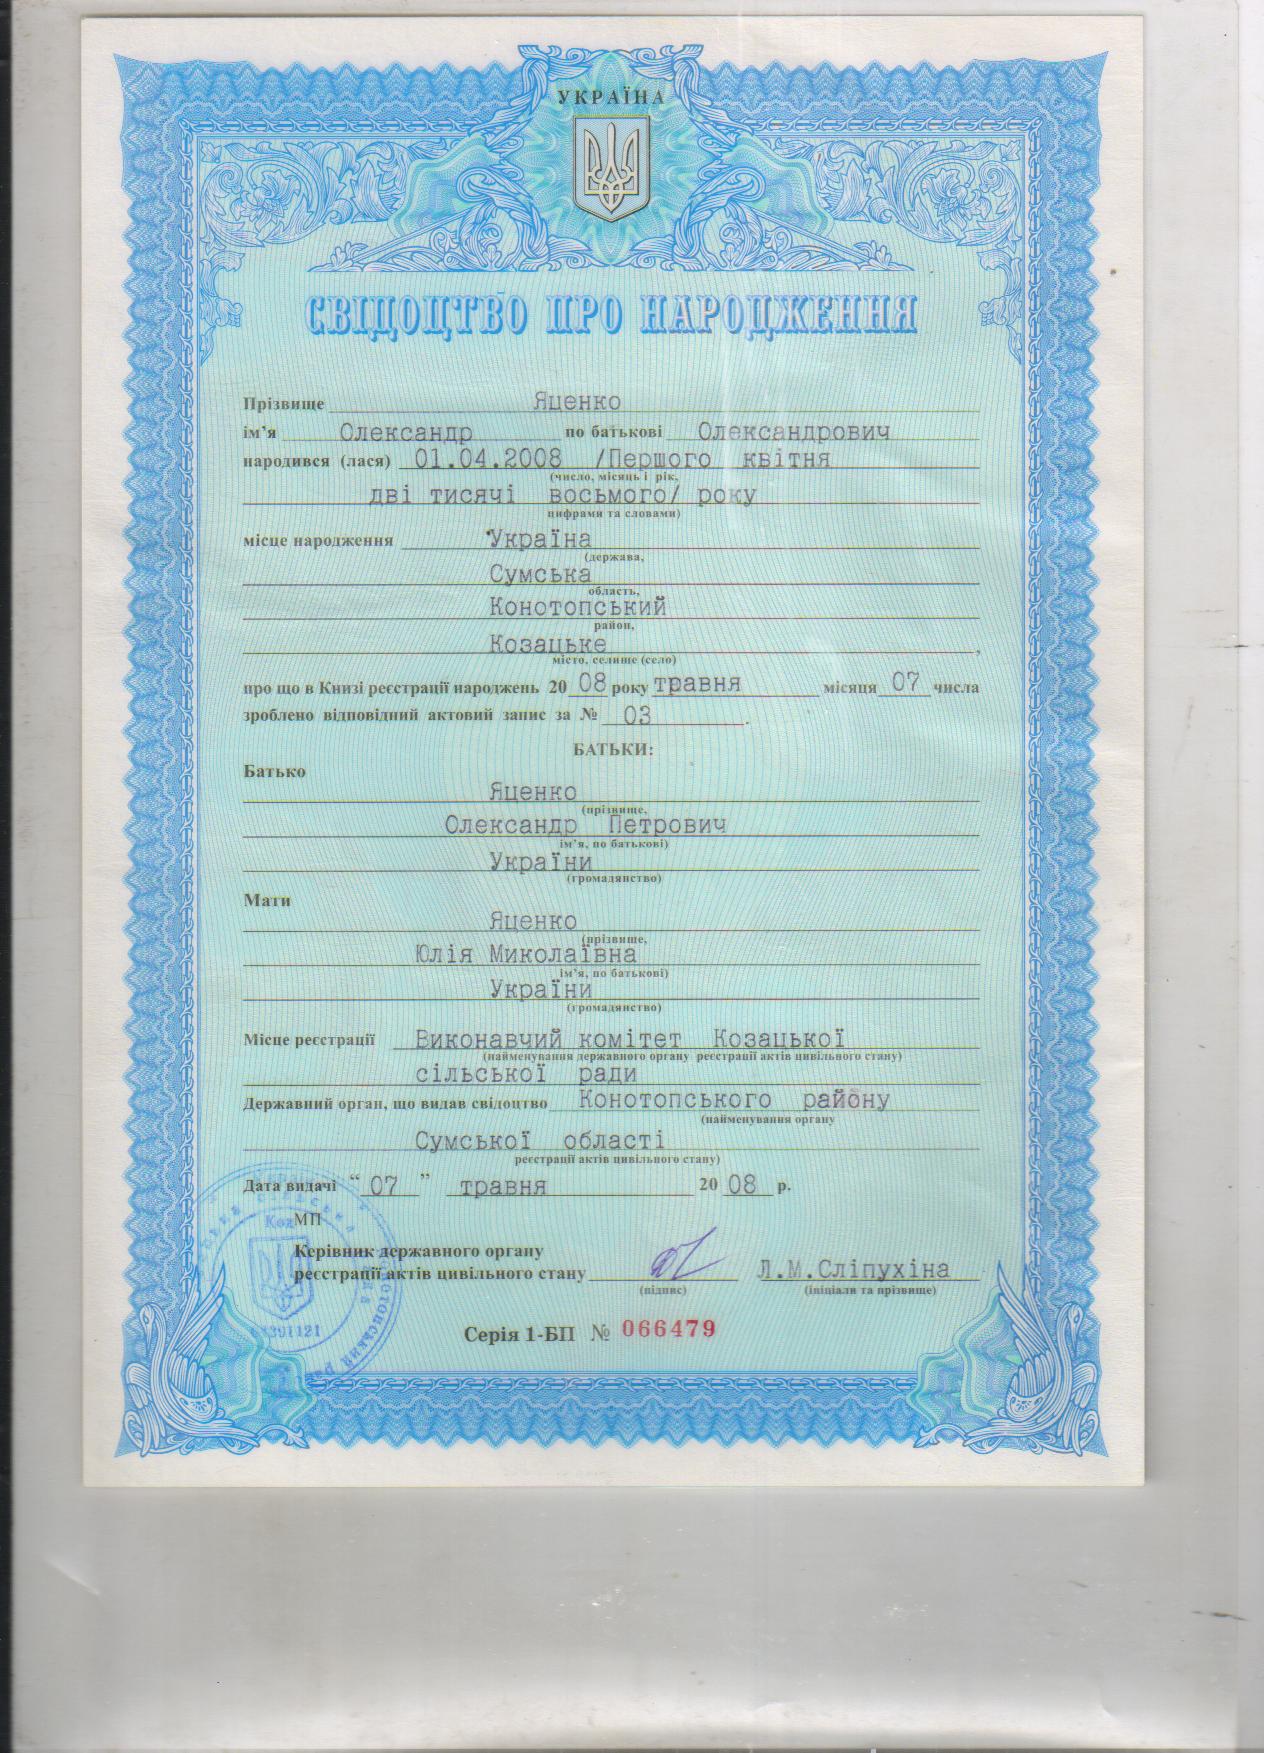 УКРАЇНА
СВІДОЦТВО ПРО НАРОДЖЕННЯ
Прізвище Яценко
ім'я Олександр по батькові Олександрович
народився (лася) 01.04.2008 /Першого квітня
(число, місяць і рік,
дві тисячі восьмого/ року
цифрами та словами)
місце народження Україна
(держава,
Сумська
область,
Конотопський
район,
Козацьке ,
місто, селище (село)
про що в Книзі реєстрації народжень 20 08 року травня місяця 07 числа
зроблено відповідний актовий запис за № 03 .
БАТЬКИ:
Батько
Яценко
(прізвище,
Олександр Петрович
ім'я, по батькові)
України
(громадянство)
Мати
Яценко
(прізвище,
Юлія Миколаївна
ім'я, по батькові)
України
(громадянство)
Місце реєстрації Виконавчий комітет Козацької
(найменування державного органу реєстрації актів цивільного стану)
сільської ради
Державний орган, що видав свідоцтво Конотопського району
(найменування органу
Сумської області
реєстрації актів цивільного стану)
Дата видачі “ 07 ” травня 20 08 р.
МП
Керівник державного органу
реєстрації актів цивільного стану Л.М.Сліпухіна
(підпис) (ініціали та прізвище)
Серія 1-БП № 066479